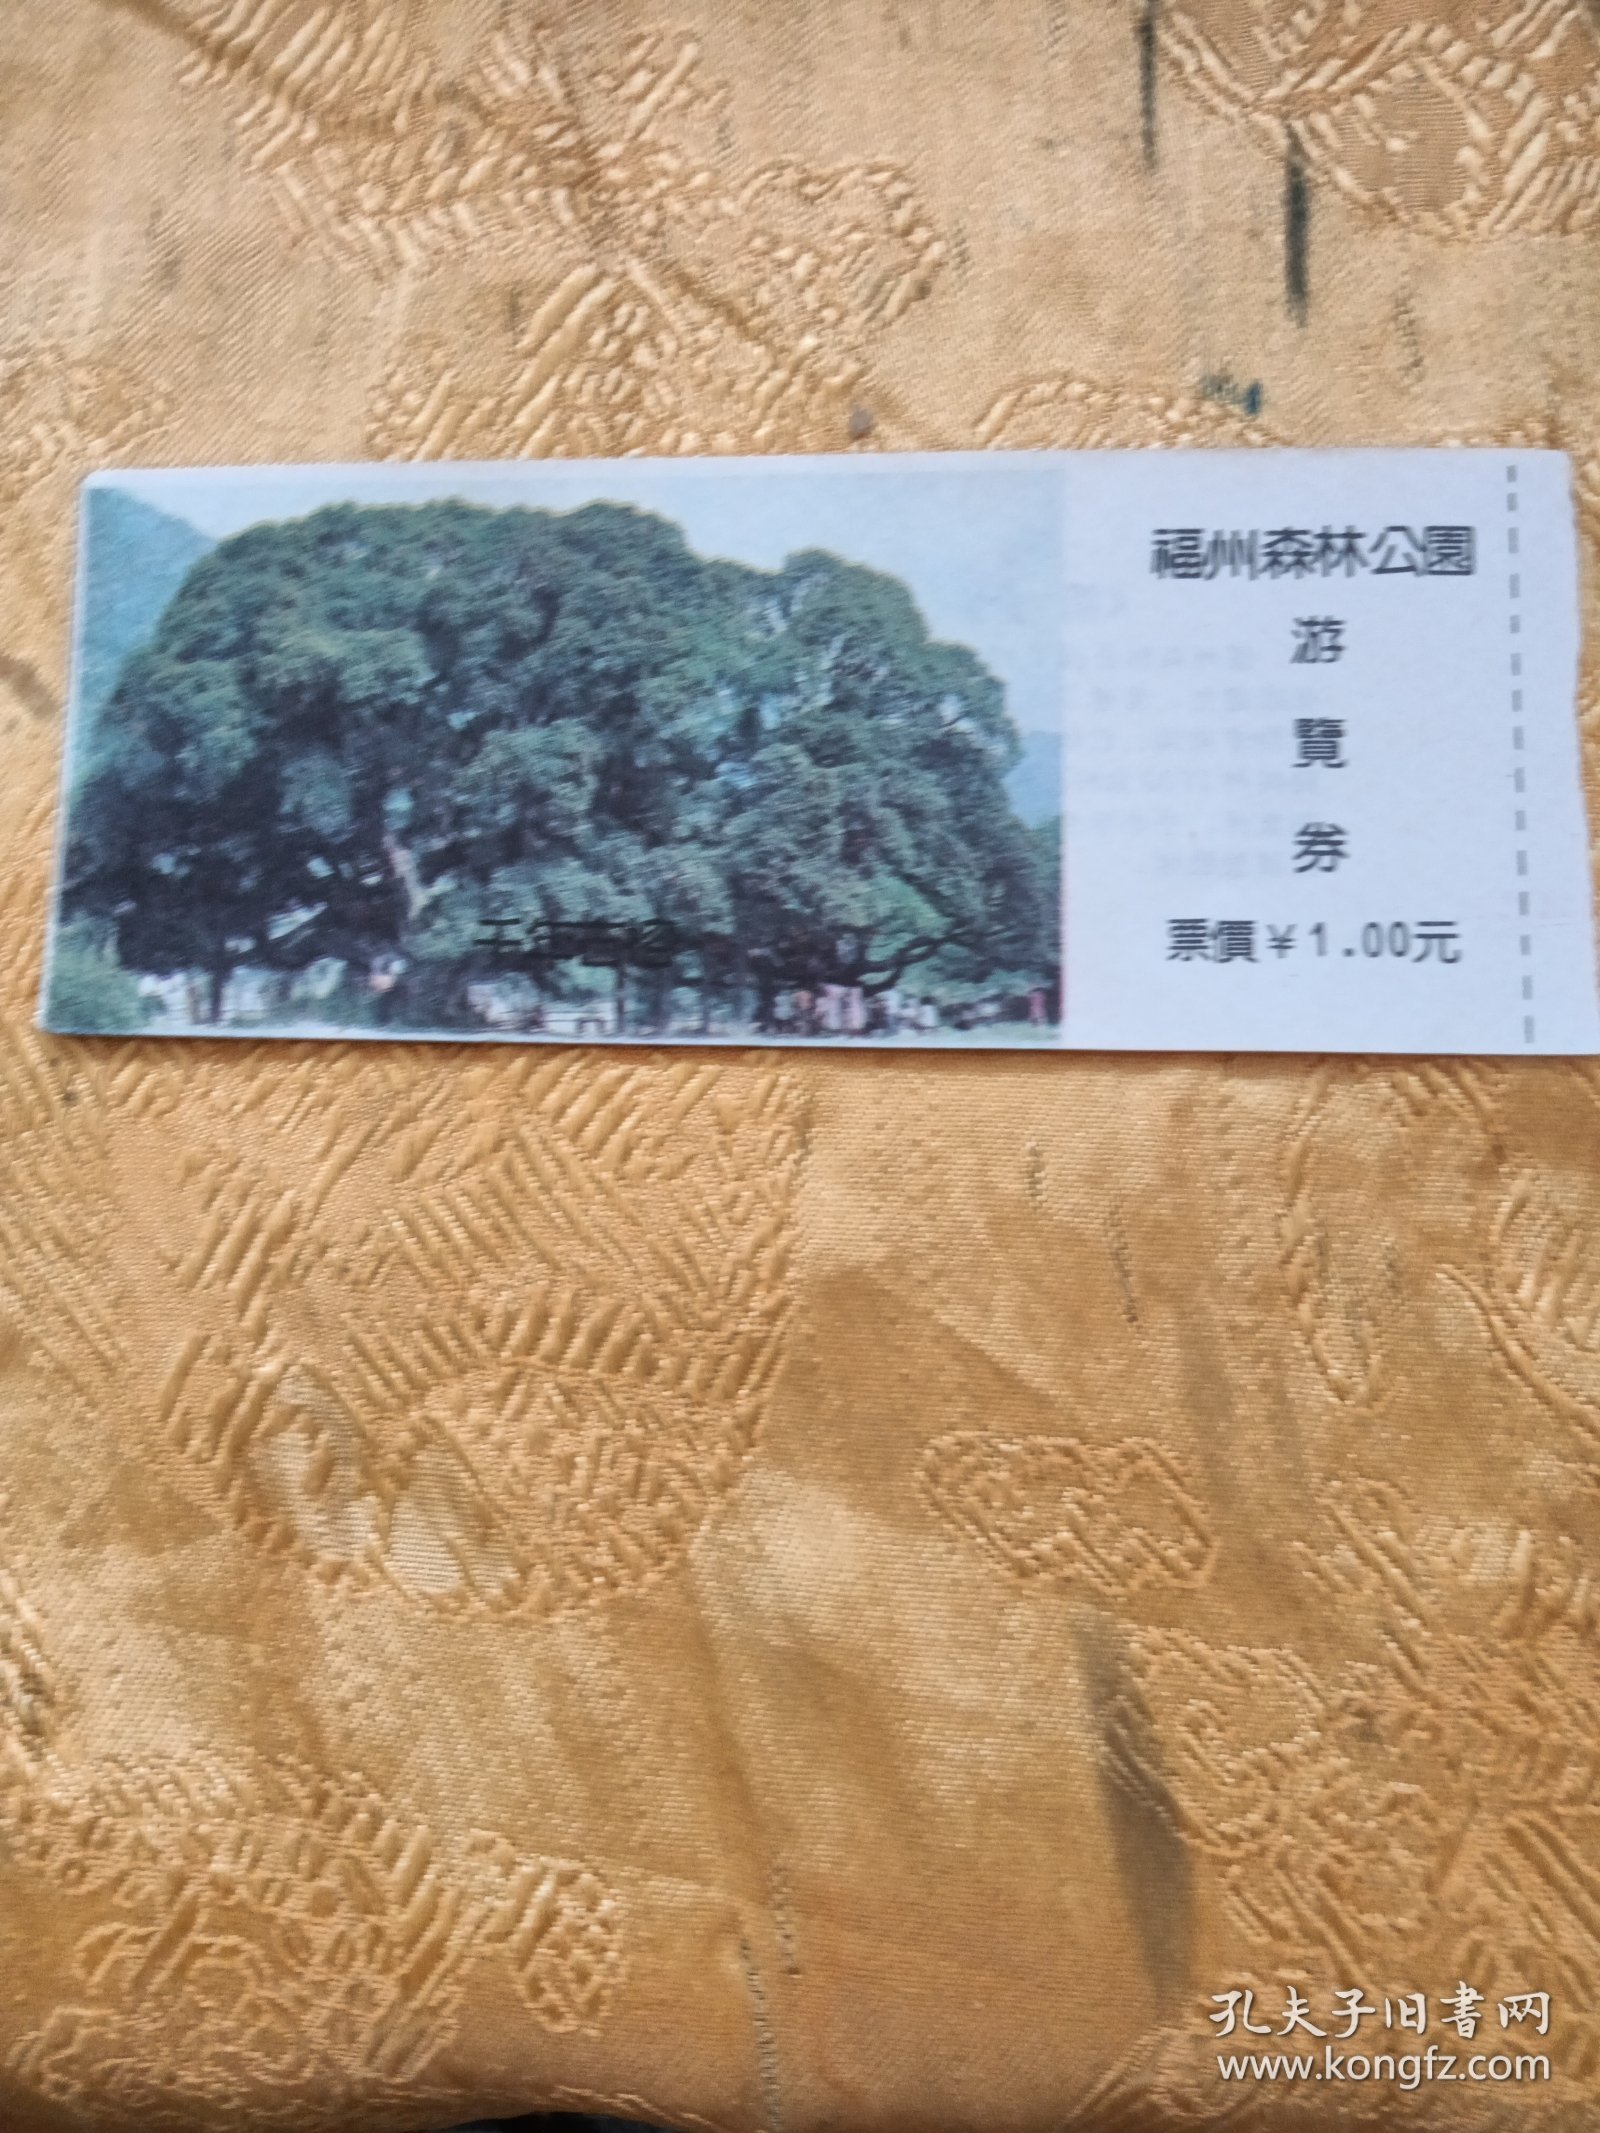 福州森林公園
游
覽
券
票價￥1.00元
千年古榕
孔夫子旧書网
www.kongfz.com